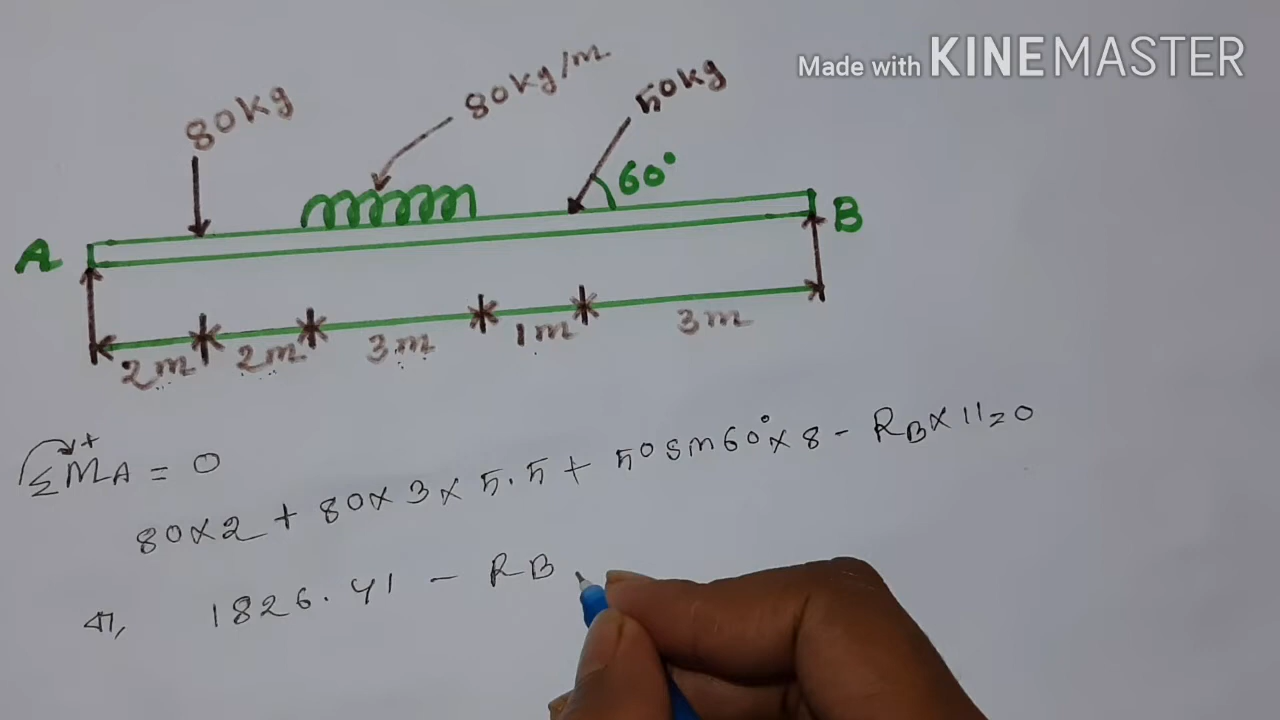 Made with KINEMASTER
80kg
80kg/m
50kg
60°
A
B
2m
2m
3m
1m
3m
+
ΣMA = 0
80×2 + 80×3×5.5 + 50sin60°×8 - RB×11=0
বা, 1826.41 - RB